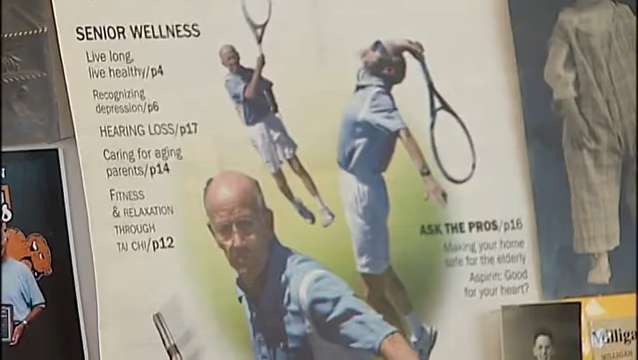 SENIOR WELLNESS
Live long,
live healthy/p4
Recognizing
depression/p6
HEARING LOSS/p17
Caring for aging
parents/p14
FITNESS
& RELAXATION
THROUGH
TAI CHI/p12
ASK THE PROS/p16
Making your home
safe for the elderly
Aspirin: Good
for your heart?
Milliga
MILLIGAN